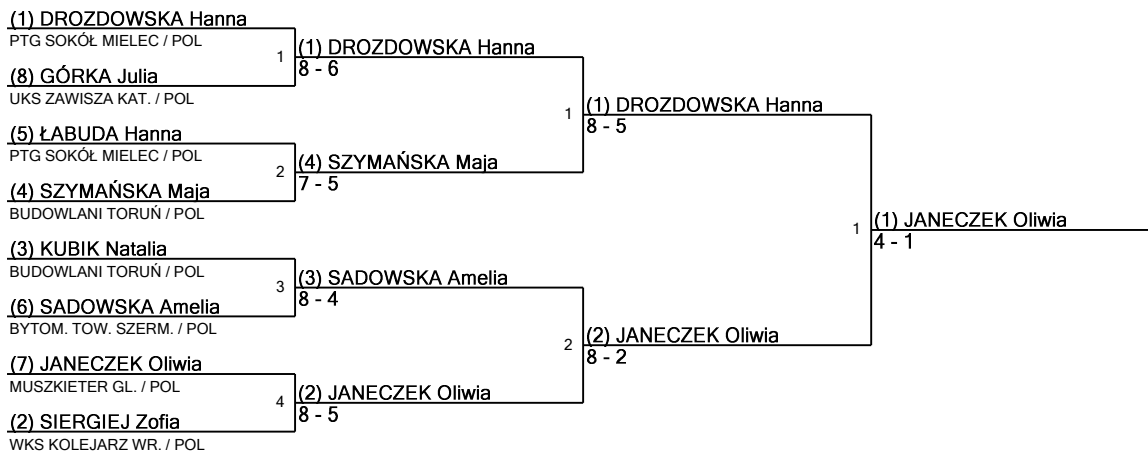 (1) DROZDOWSKA Hanna
PTG SOKÓŁ MIELEC / POL
(8) GÓRKA Julia
UKS ZAWISZA KAT. / POL
(5) ŁABUDA Hanna
PTG SOKÓŁ MIELEC / POL
(4) SZYMAŃSKA Maja
BUDOWLANI TORUŃ / POL
(3) KUBIK Natalia
BUDOWLANI TORUŃ / POL
(6) SADOWSKA Amelia
BYTOM. TOW. SZERM. / POL
(7) JANECZEK Oliwia
MUSZKIETER GL. / POL
(2) SIERGIEJ Zofia
WKS KOLEJARZ WR. / POL
1
(1) DROZDOWSKA Hanna
8 - 6
2
(4) SZYMAŃSKA Maja
7 - 5
3
(3) SADOWSKA Amelia
8 - 4
4
(2) JANECZEK Oliwia
8 - 5
1
(1) DROZDOWSKA Hanna
8 - 5
2
(2) JANECZEK Oliwia
8 - 2
1
(1) JANECZEK Oliwia
4 - 1